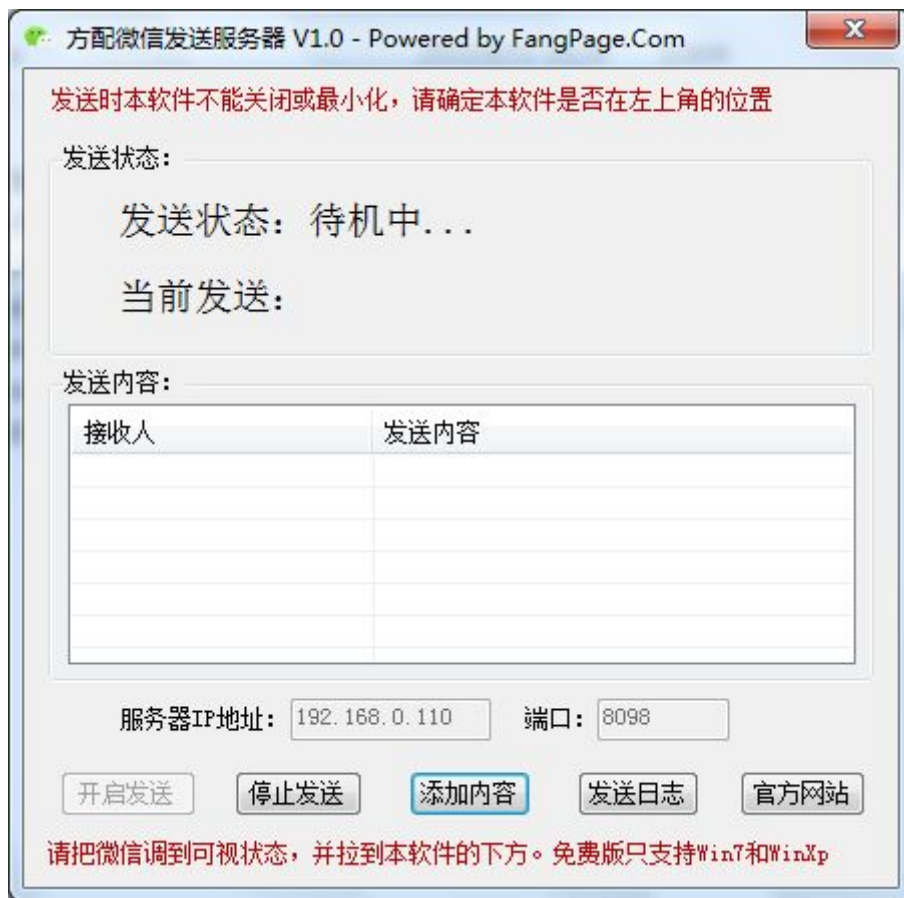 方配微信发送服务器 V1.0 - Powered by FangPage.Com
发送时本软件不能关闭或最小化，请确定本软件是否在左上角的位置
发送状态：
发送状态：待机中...
当前发送：
发送内容：
接收人 发送内容
服务器IP地址： 192.168.0.110 端口： 8098
开启发送 停止发送 添加内容 发送日志 官方网站
请把微信调到可视状态，并拉到本软件的下方。免费版只支持Win7和WinXp